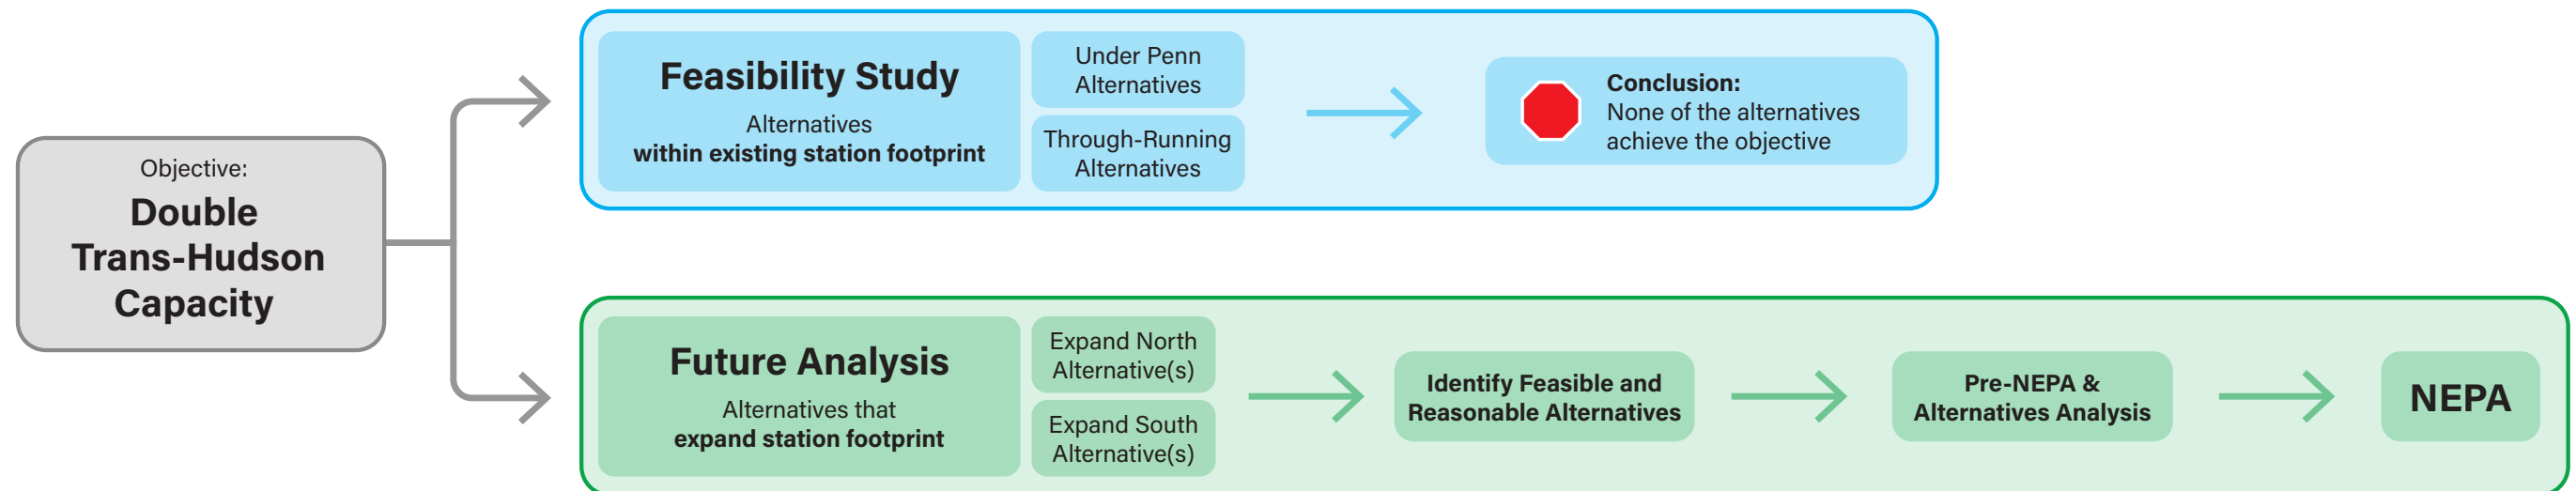 Objective:
Double
Trans-Hudson
Capacity
Feasibility Study
Alternatives
within existing station footprint
Under Penn
Alternatives
Through-Running
Alternatives
Conclusion:
None of the alternatives
achieve the objective
Future Analysis
Alternatives that
expand station footprint
Expand North
Alternative(s)
Expand South
Alternative(s)
Identify Feasible and
Reasonable Alternatives
Pre-NEPA &
Alternatives Analysis
NEPA